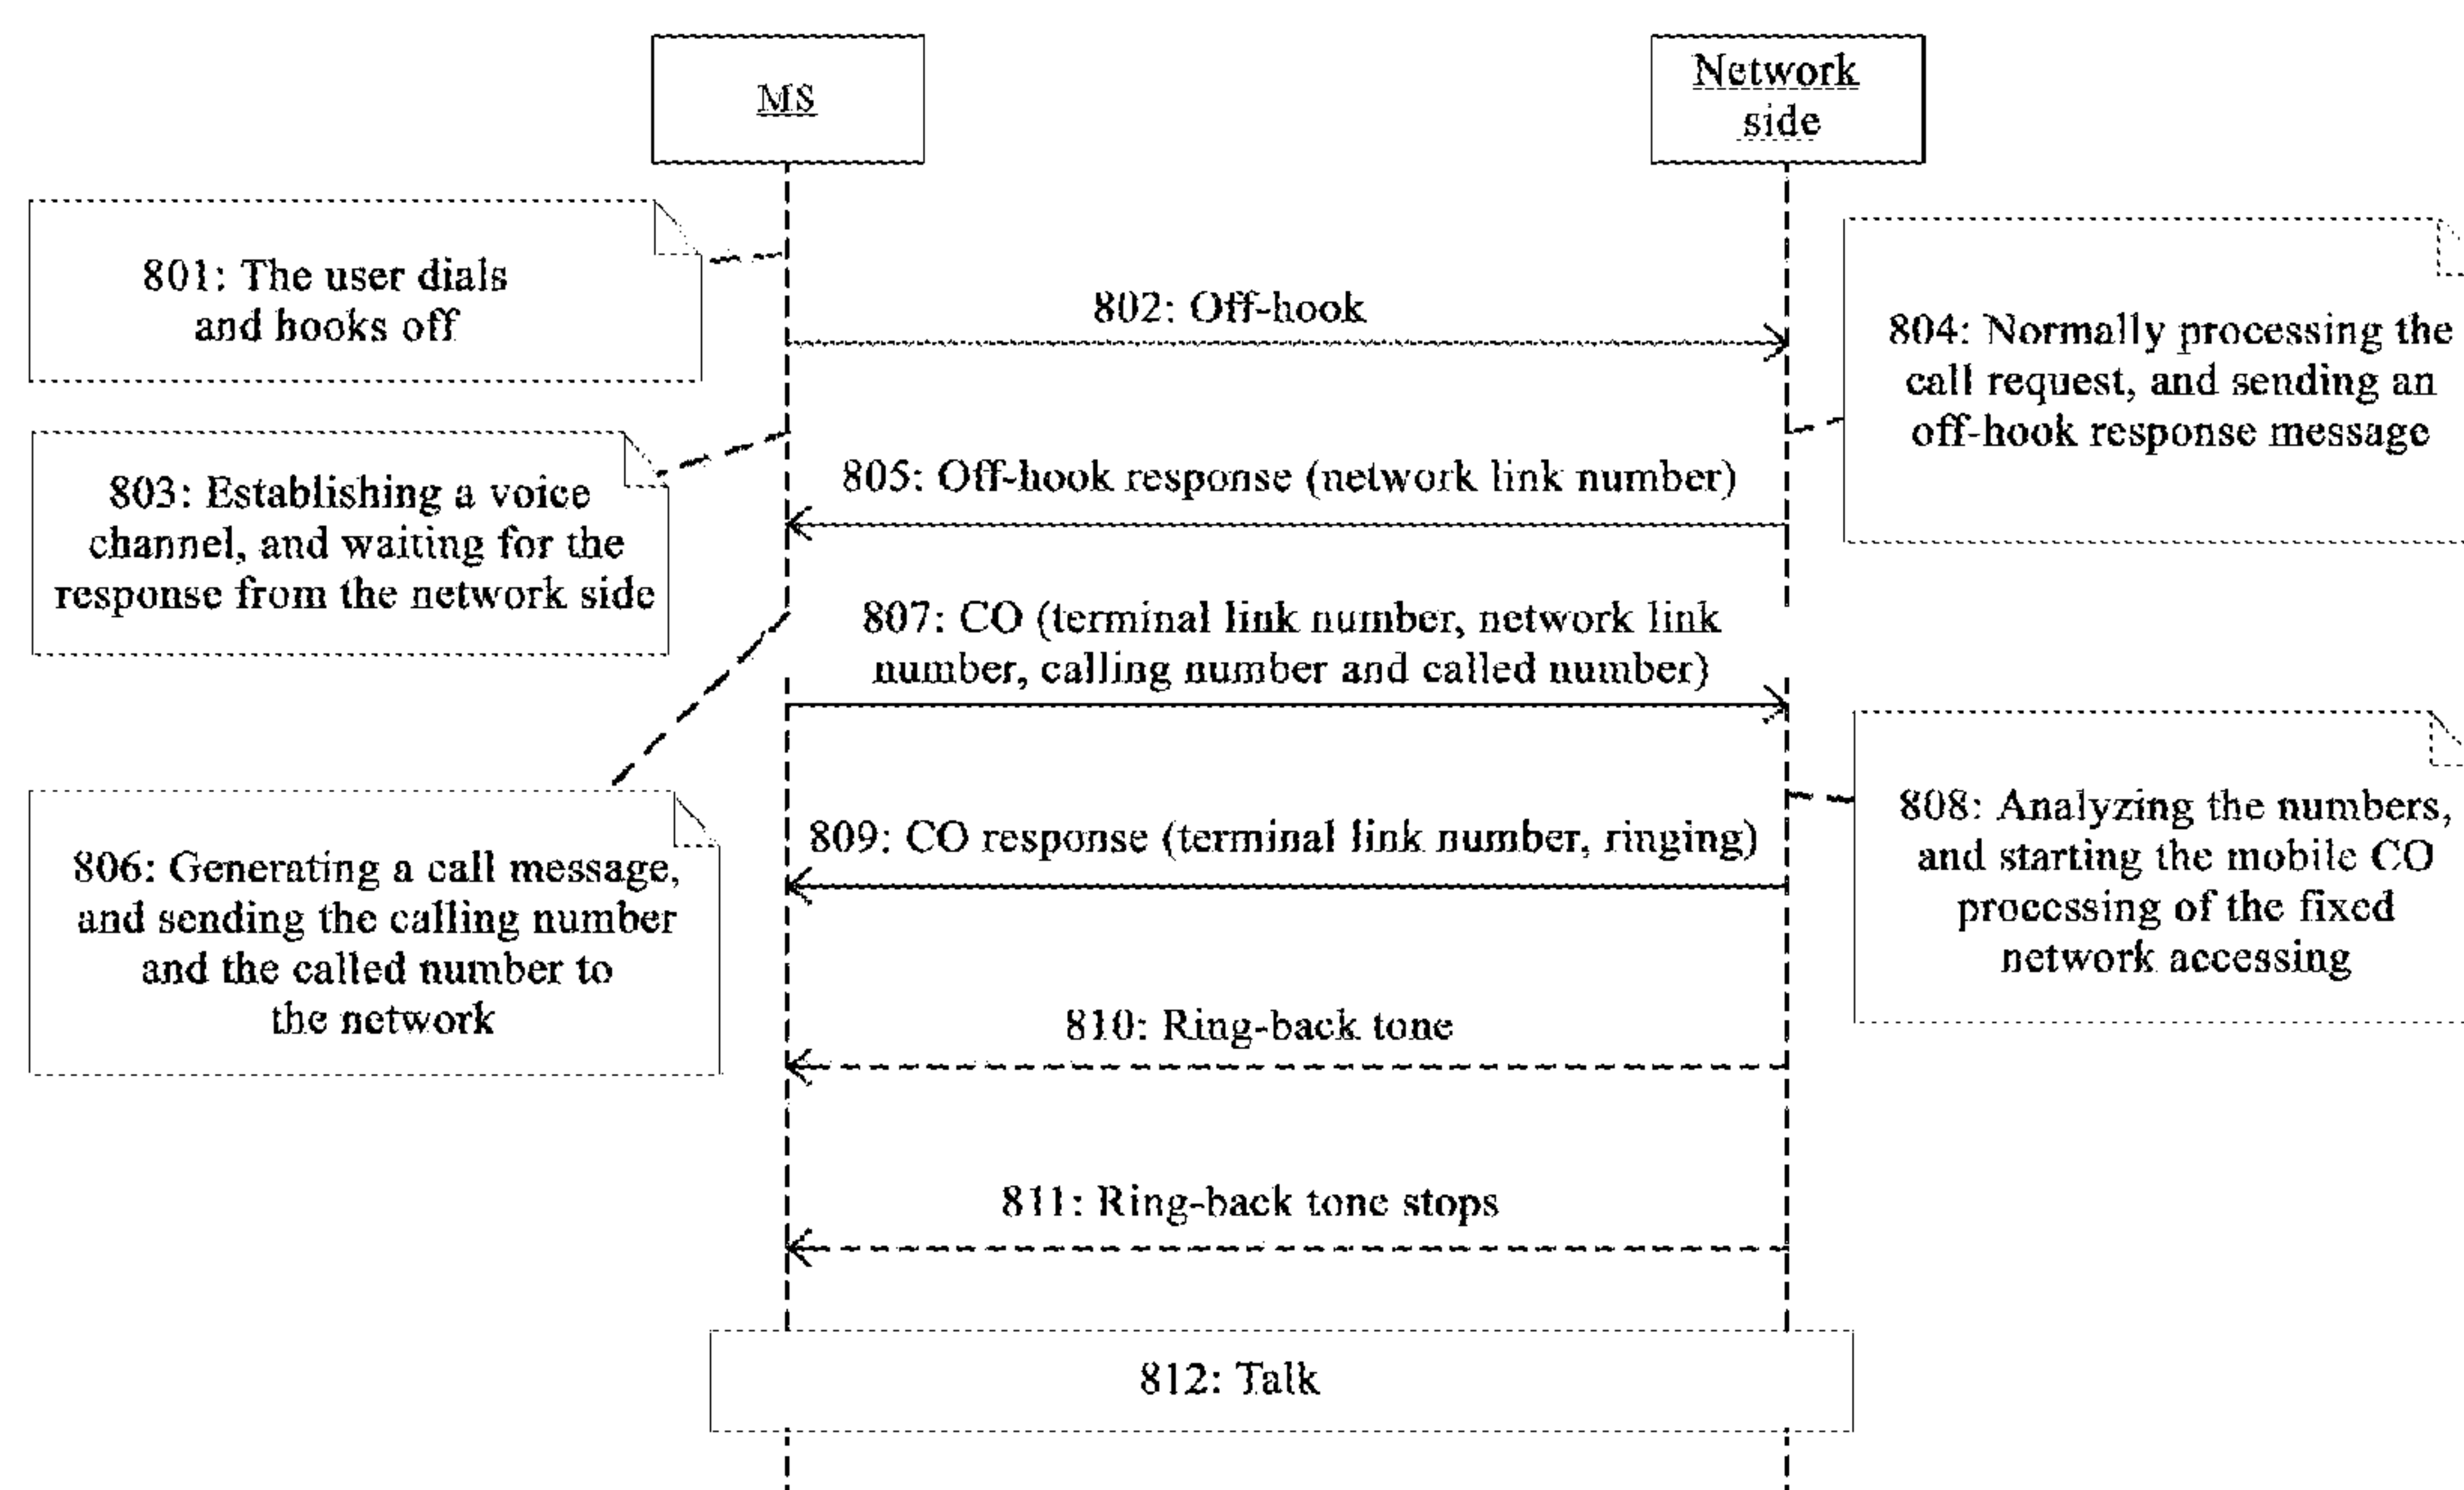 MS
Network
side
801: The user dials
and hooks off
802: Off-hook
804: Normally processing the
call request, and sending an
off-hook response message
803: Establishing a voice
channel, and waiting for the
response from the network side
805: Off-hook response (network link number)
807: CO (terminal link number, network link
number, calling number and called number)
806: Generating a call message,
and sending the calling number
and the called number to
the network
808: Analyzing the numbers,
and starting the mobile CO
processing of the fixed
network accessing
809: CO response (terminal link number, ringing)
810: Ring-back tone
811: Ring-back tone stops
812: Talk